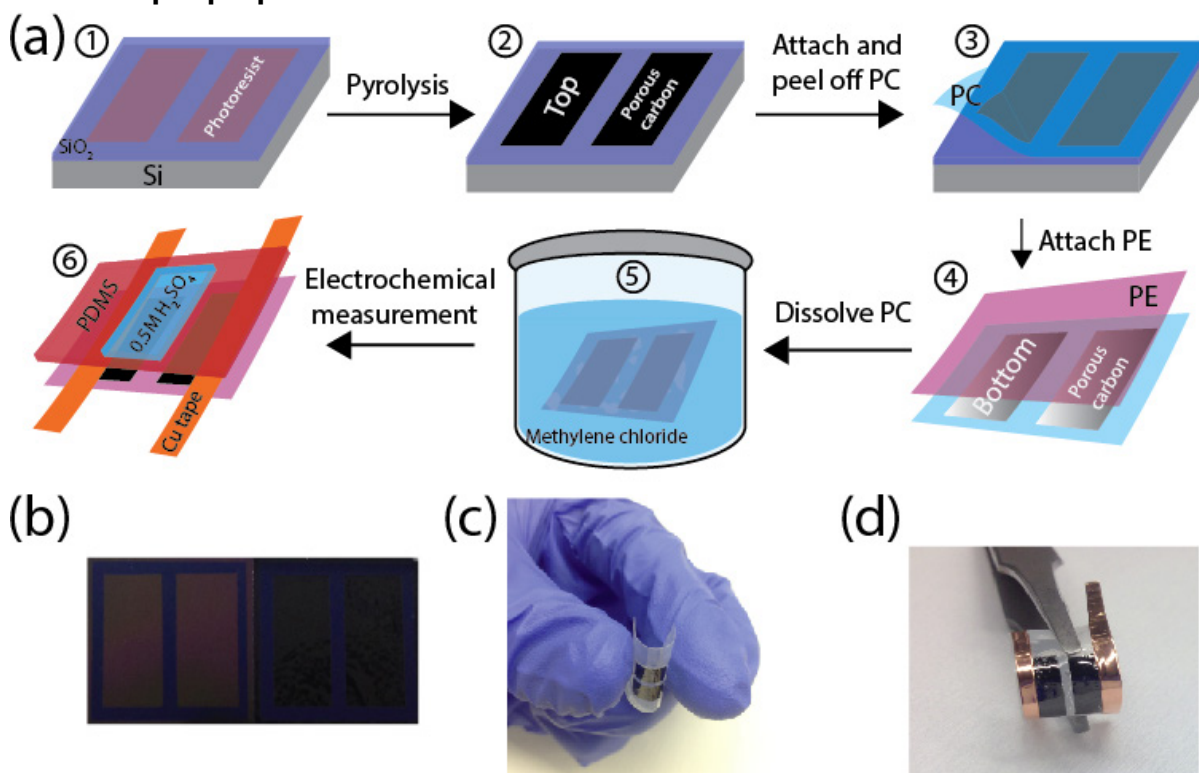 (a)
①
Photoresist
SiO₂
Si
Pyrolysis
②
Top
Porous
carbon
Attach and
peel off PC
③
PC
Attach PE
④
PE
Bottom
Porous
carbon
Dissolve PC
⑤
Methylene chloride
Electrochemical
measurement
⑥
PDMS
0.5M H₂SO₄
Cu tape
(b)
(c)
(d)